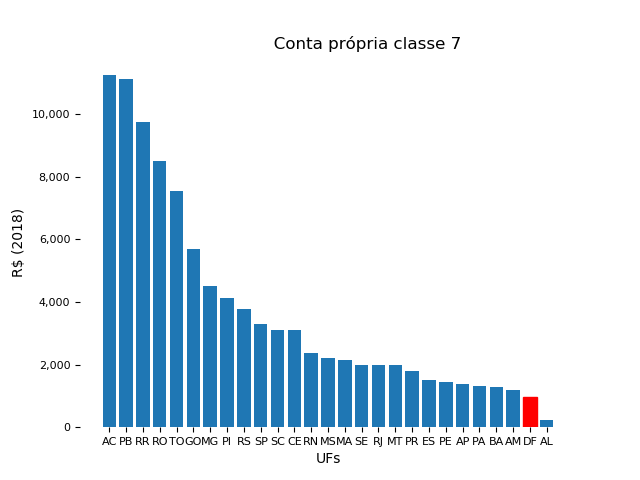 Conta própria classe 7
R$ (2018)
10,000
8,000
6,000
4,000
2,000
0
AC PB RR RO TO GO MG PI RS SP SC CE RN MS MA SE RJ MT PR ES PE AP PA BA AM DF AL
UFs